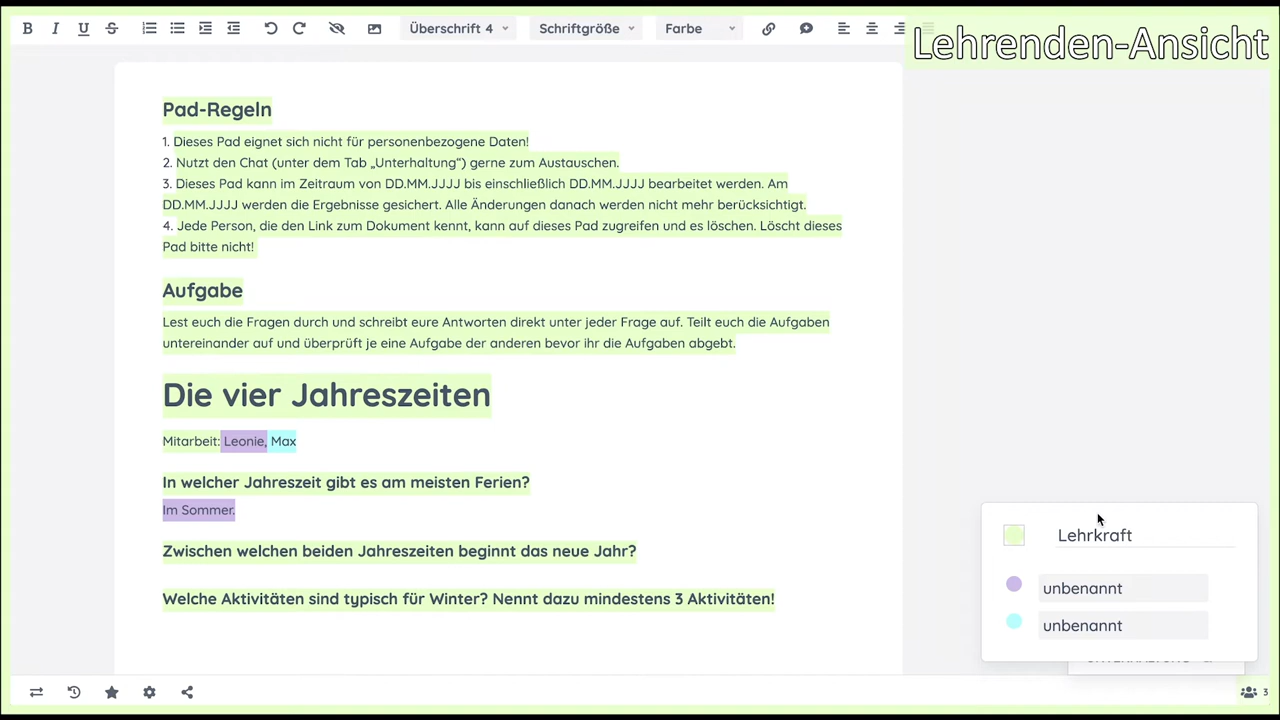 Überschrift 4 Schriftgröße Farbe
Lehrenden-Ansicht
Pad-Regeln
1. Dieses Pad eignet sich nicht für personenbezogene Daten!
2. Nutzt den Chat (unter dem Tab „Unterhaltung“) gerne zum Austauschen.
3. Dieses Pad kann im Zeitraum von DD.MM.JJJJ bis einschließlich DD.MM.JJJJ bearbeitet werden. Am
DD.MM.JJJJ werden die Ergebnisse gesichert. Alle Änderungen danach werden nicht mehr berücksichtigt.
4. Jede Person, die den Link zum Dokument kennt, kann auf dieses Pad zugreifen und es löschen. Löscht dieses
Pad bitte nicht!
Aufgabe
Lest euch die Fragen durch und schreibt eure Antworten direkt unter jeder Frage auf. Teilt euch die Aufgaben
untereinander auf und überprüft je eine Aufgabe der anderen bevor ihr die Aufgaben abgebt.
Die vier Jahreszeiten
Mitarbeit: Leonie, Max
In welcher Jahreszeit gibt es am meisten Ferien?
Im Sommer.
Zwischen welchen beiden Jahreszeiten beginnt das neue Jahr?
Welche Aktivitäten sind typisch für Winter? Nennt dazu mindestens 3 Aktivitäten!
Lehrkraft
unbenannt
unbenannt
3